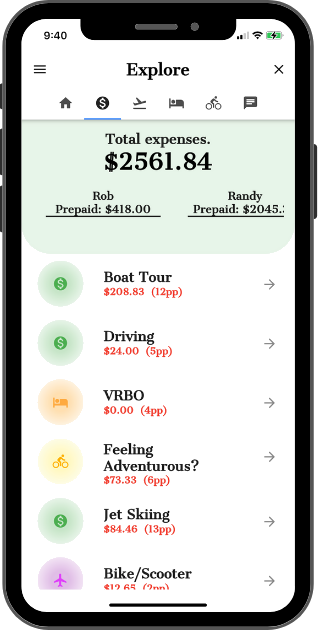 9:40
Explore
Total expenses.
$2561.84
Rob
Prepaid: $418.00
Randy
Prepaid: $2045.
Boat Tour
$208.83 (12pp)
Driving
$24.00 (5pp)
VRBO
$0.00 (4pp)
Feeling
Adventurous?
$73.33 (6pp)
Jet Skiing
$84.46 (13pp)
Bike/Scooter
$12.65 (2pp)